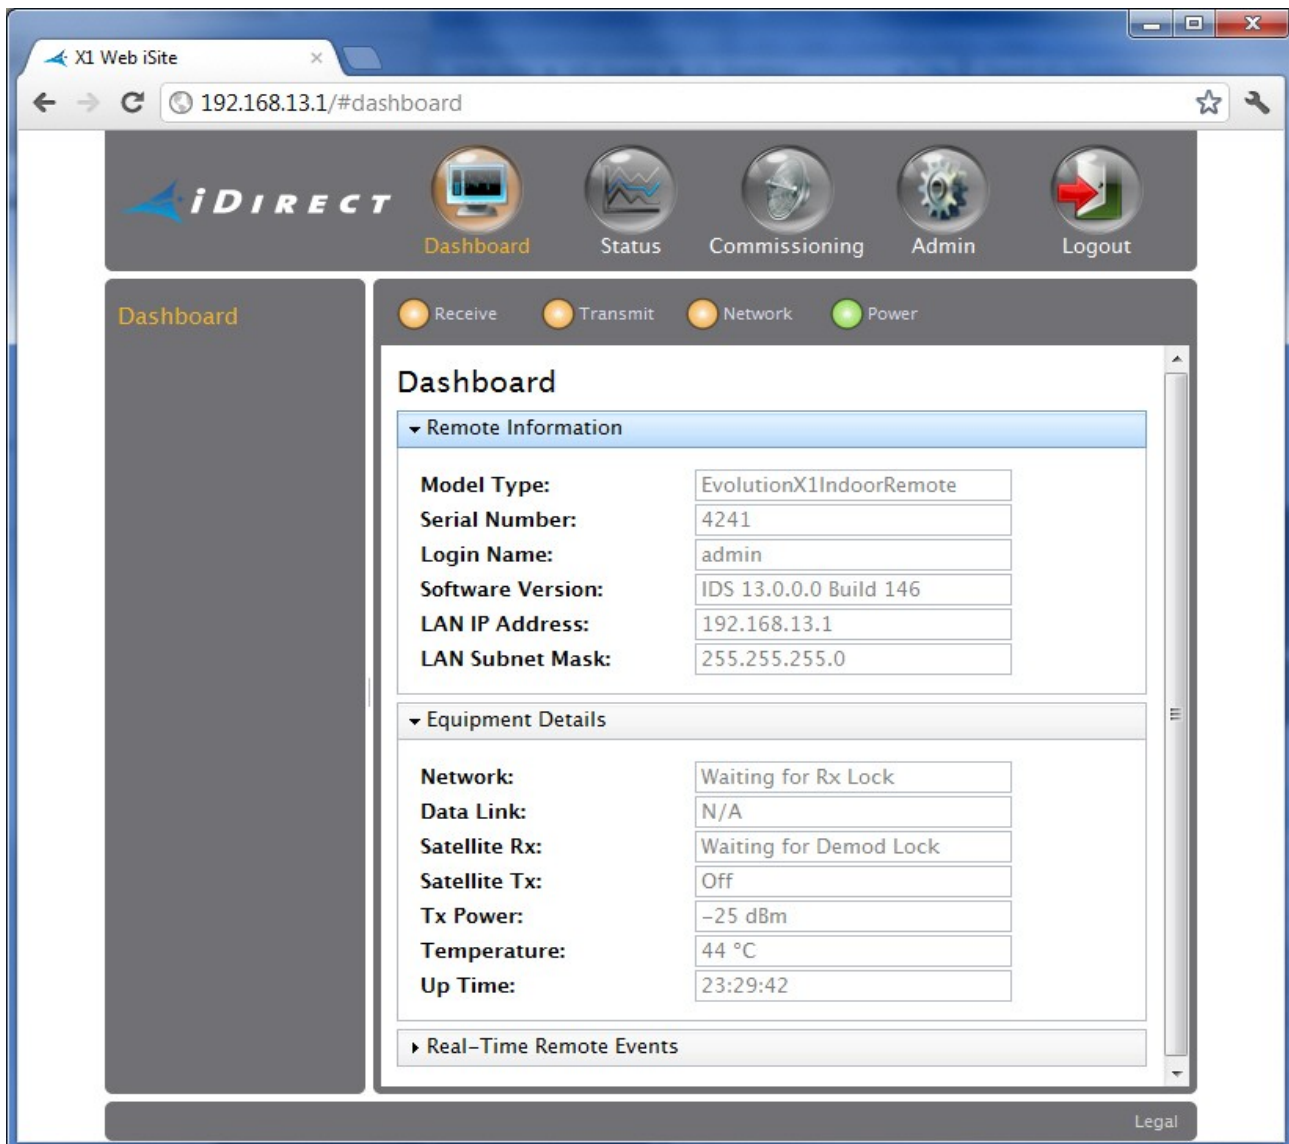 X1 Web iSite
192.168.13.1/#dashboard
iDIRECT
Dashboard Status Commissioning Admin Logout
Dashboard
Receive Transmit Network Power
Dashboard
Remote Information
Model Type: EvolutionX1IndoorRemote
Serial Number: 4241
Login Name: admin
Software Version: IDS 13.0.0.0 Build 146
LAN IP Address: 192.168.13.1
LAN Subnet Mask: 255.255.255.0
Equipment Details
Network: Waiting for Rx Lock
Data Link: N/A
Satellite Rx: Waiting for Demod Lock
Satellite Tx: Off
Tx Power: −25 dBm
Temperature: 44 °C
Up Time: 23:29:42
Real−Time Remote Events
Legal